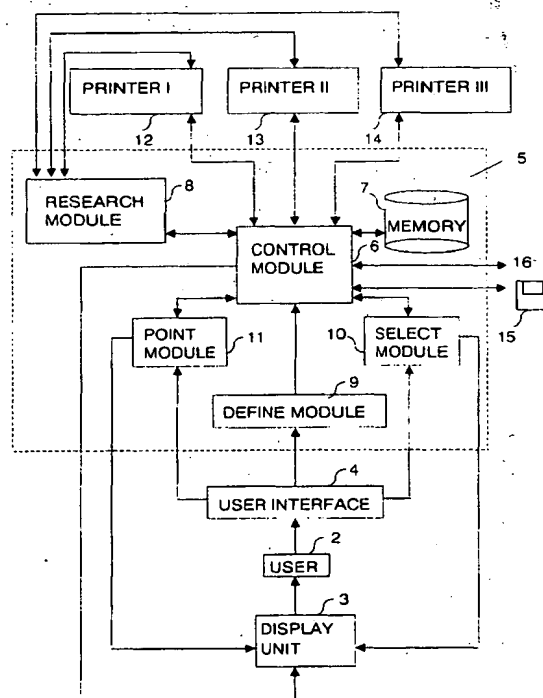 PRINTER I
PRINTER II
PRINTER III
12
13
14
5
8
7
RESEARCH
MODULE
MEMORY
CONTROL
MODULE
6
16
15
POINT
MODULE
11
10
SELECT
MODULE
9
DEFINE MODULE
4
USER INTERFACE
2
USER
3
DISPLAY
UNIT